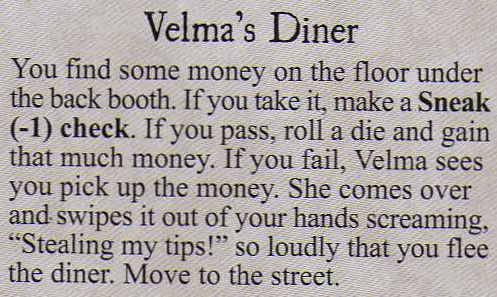 Velma's Diner
You find some money on the floor under
the back booth. If you take it, make a Sneak
(-1) check. If you pass, roll a die and gain
that much money. If you fail, Velma sees
you pick up the money. She comes over
and swipes it out of your hands screaming,
“Stealing my tips!” so loudly that you flee
the diner. Move to the street.